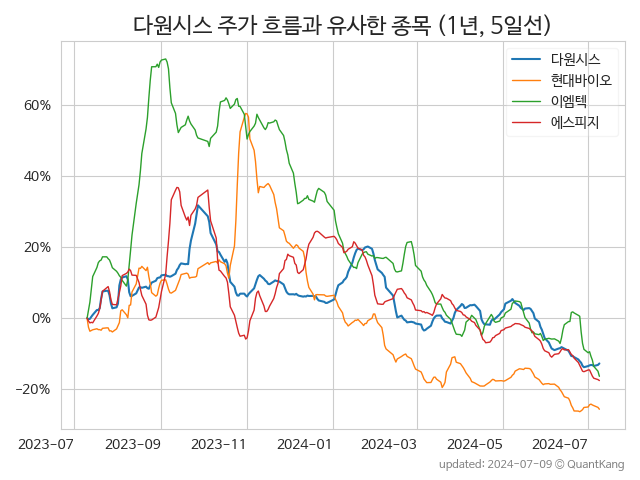 다원시스 주가 흐름과 유사한 종목 (1년, 5일선)
다원시스
현대바이오
이엠텍
에스피지
60%
40%
20%
0%
−20%
2023-07 2023-09 2023-11 2024-01 2024-03 2024-05 2024-07
updated: 2024-07-09 © QuantKang